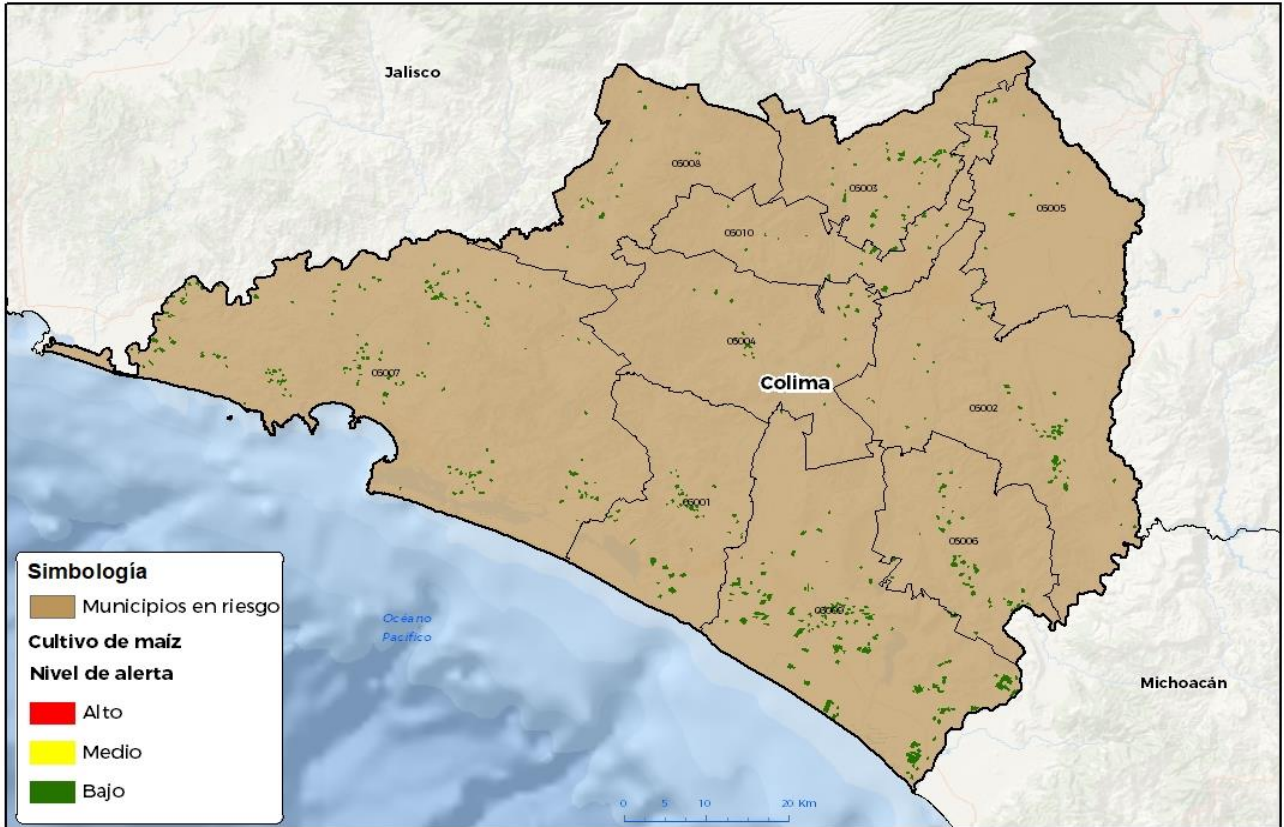 Jalisco
05008
05003
05005
05010
05004
Colima
05007
05002
05001
05006
Océano
Pacífico
Michoacán
Simbología
Municipios en riesgo
Cultivo de maíz
Nivel de alerta
Alto
Medio
Bajo
0 5 10 20 Km